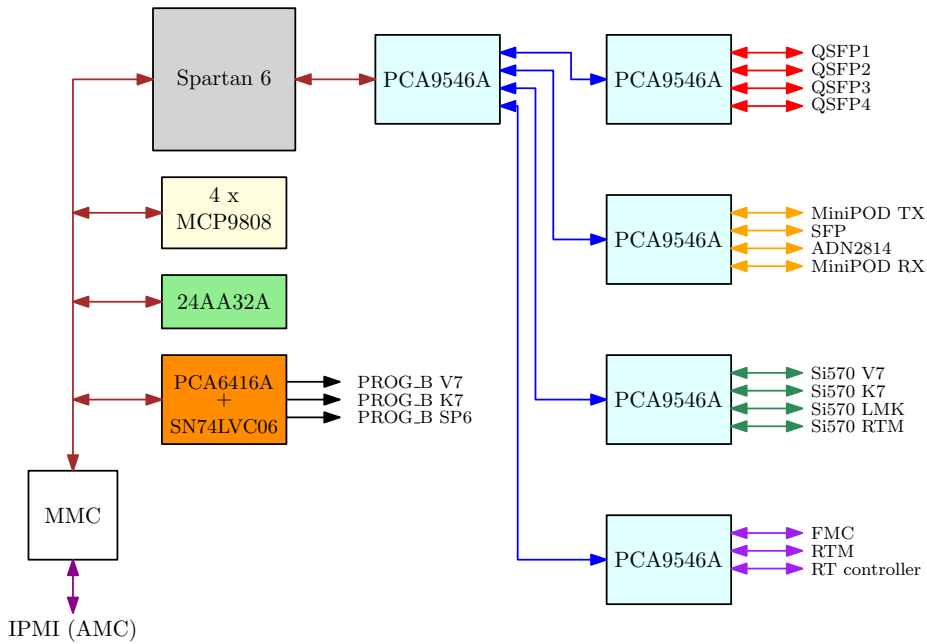 Spartan 6
PCA9546A
PCA9546A
QSFP1
QSFP2
QSFP3
QSFP4
4 x
MCP9808
PCA9546A
MiniPOD TX
SFP
ADN2814
MiniPOD RX
24AA32A
PCA6416A
+
SN74LVC06
PROG_B V7
PROG_B K7
PROG_B SP6
PCA9546A
Si570 V7
Si570 K7
Si570 LMK
Si570 RTM
MMC
PCA9546A
FMC
RTM
RT controller
IPMI (AMC)